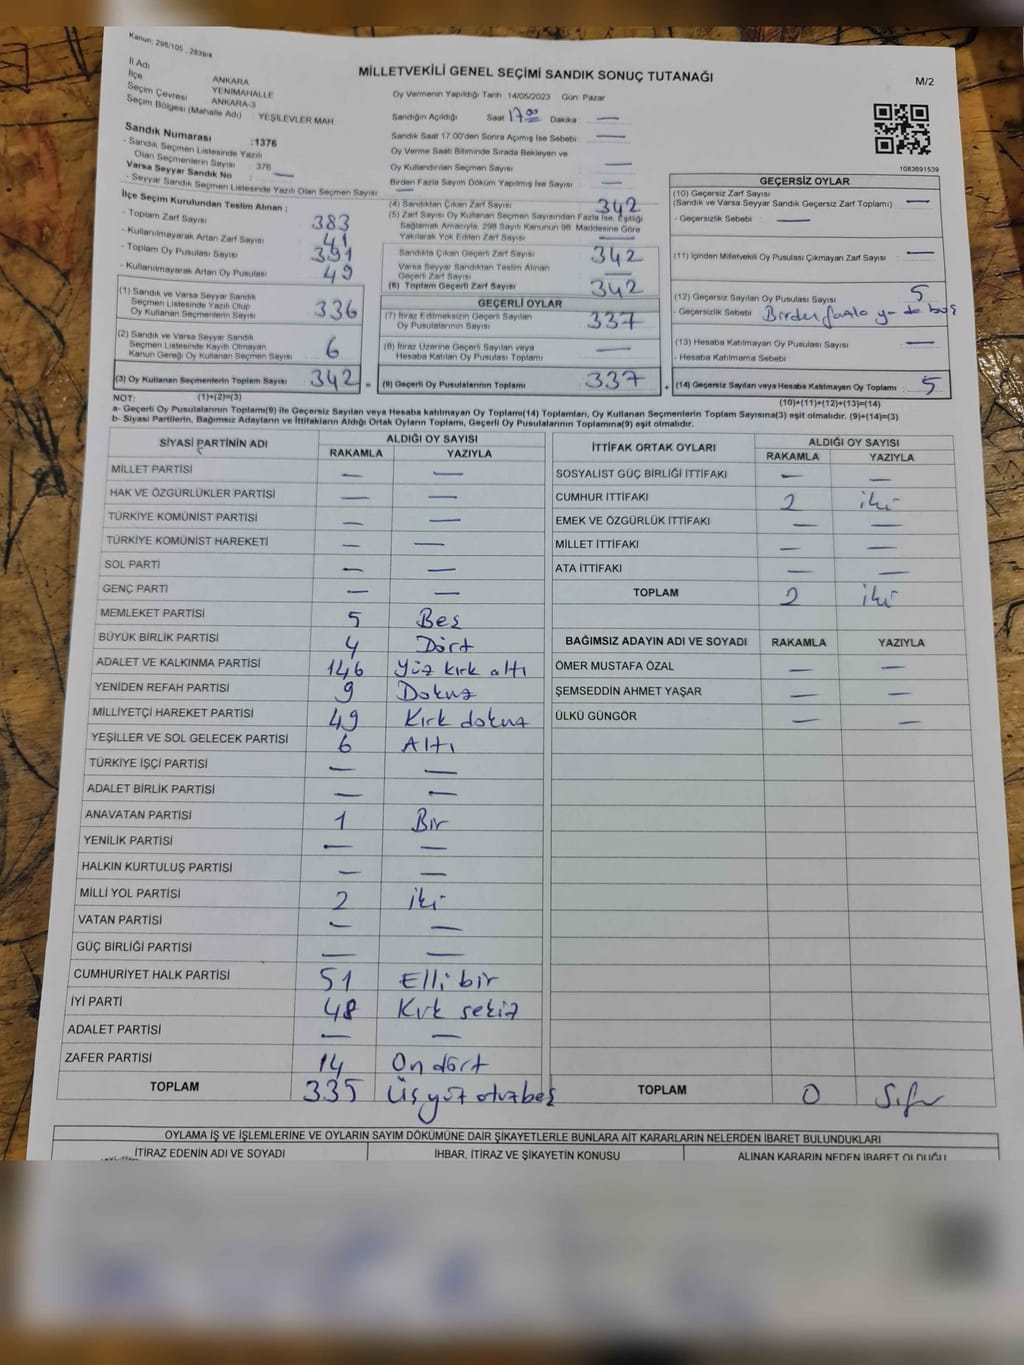 Kanun: 298/105 , 2839/4
MİLLETVEKİLİ GENEL SEÇİMİ SANDIK SONUÇ TUTANAĞI
M/2
İl Adı ANKARA
İlçe YENİMAHALLE
Seçim Çevresi ANKARA-3
Seçim Bölgesi (Mahalle Adı) : YEŞİLEVLER MAH
Oy Vermenin Yapıldığı Tarih : 14/05/2023 Gün: Pazar
Sandığın Açıldığı Saat 17.00 Dakika : —
Sandık Saat 17.00'den Sonra Açılmış İse Sebebi : —
Oy Verme Saati Bitiminde Sırada Bekleyen ve
Oy Kullandırılan Seçmen Sayısı : —
Birden Fazla Sayım Döküm Yapılmış İse Sayısı : —
1083691539
Sandık Numarası :1376
- Sandık Seçmen Listesinde Yazılı
Olan Seçmenlerin Sayısı : 376
Varsa Seyyar Sandık No : —
- Seyyar Sandık Seçmen Listesinde Yazılı Olan Seçmen Sayısı : —
İlçe Seçim Kurulundan Teslim Alınan ;
- Toplam Zarf Sayısı : 383
- Kullanılmayarak Artan Zarf Sayısı : 41
- Toplam Oy Pusulası Sayısı : 391
- Kullanılmayarak Artan Oy Pusulası : 49
(1) Sandık ve Varsa Seyyar Sandık
Seçmen Listesinde Yazılı Olup
Oy Kullanan Seçmenlerin Sayısı : 336
(2) Sandık ve Varsa Seyyar Sandık
Seçmen Listesinde Kayıtlı Olmayan
Kanun Gereği Oy Kullanan Seçmen Sayısı : 6
(3) Oy Kullanan Seçmenlerin Toplam Sayısı : 342 =
(4) Sandıktan Çıkan Zarf Sayısı : 342
(5) Zarf Sayısı Oy Kullanan Seçmen Sayısından Fazla İse, Eşitliği
Sağlamak Amacıyla, 298 Sayılı Kanunun 98. Maddesine Göre
Yakılarak Yok Edilen Zarf Sayısı : —
Sandıkta Çıkan Geçerli Zarf Sayısı : 342
Varsa Seyyar Sandıktan Teslim Alınan
Geçerli Zarf Sayısı : —
(6) Toplam Geçerli Zarf Sayısı : 342
GEÇERLİ OYLAR
(7) İtiraz Edilmeksizin Geçerli Sayılan
Oy Pusulalarının Sayısı : 337
(8) İtiraz Üzerine Geçerli Sayılan veya
Hesaba Katılan Oy Pusulası Toplamı : —
(9) Geçerli Oy Pusulalarının Toplamı : 337 +
GEÇERSİZ OYLAR
(10) Geçersiz Zarf Sayısı
(Sandık ve Varsa Seyyar Sandık Geçersiz Zarf Toplamı) : —
- Geçersizlik Sebebi : —
(11) İçinden Milletvekili Oy Pusulası Çıkmayan Zarf Sayısı : —
(12) Geçersiz Sayılan Oy Pusulası Sayısı : 5
- Geçersizlik Sebebi : Birden fazla ya da boş
(13) Hesaba Katılmayan Oy Pusulası Sayısı : —
- Hesaba Katılmama Sebebi
(14) Geçersiz Sayılan veya Hesaba Katılmayan Oy Toplamı : 5
NOT: (1)+(2)=(3) (10)+(11)+(12)+(13)=(14)
a- Geçerli Oy Pusulalarının Toplamı(9) ile Geçersiz Sayılan veya Hesaba katılmayan Oy Toplamı(14) Toplamları, Oy Kullanan Seçmenlerin Toplam Sayısına(3) eşit olmalıdır. (9)+(14)=(3)
b- Siyasi Partilerin, Bağımsız Adayların ve İttifakların Aldığı Ortak Oyların Toplamı, Geçerli Oy Pusulalarının Toplamına(9) eşit olmalıdır.
SİYASİ PARTİNİN ADI ALDIĞI OY SAYISI
RAKAMLA YAZIYLA
MİLLET PARTİSİ — —
HAK VE ÖZGÜRLÜKLER PARTİSİ — —
TÜRKİYE KOMÜNİST PARTİSİ — —
TÜRKİYE KOMÜNİST HAREKETİ — —
SOL PARTİ — —
GENÇ PARTİ — —
MEMLEKET PARTİSİ 5 Beş
BÜYÜK BİRLİK PARTİSİ 4 Dört
ADALET VE KALKINMA PARTİSİ 146 yüz kırk altı
YENİDEN REFAH PARTİSİ 9 Dokuz
MİLLİYETÇİ HAREKET PARTİSİ 49 Kırk dokuz
YEŞİLLER VE SOL GELECEK PARTİSİ 6 Altı
TÜRKİYE İŞÇİ PARTİSİ — —
ADALET BİRLİK PARTİSİ — —
ANAVATAN PARTİSİ 1 Bir
YENİLİK PARTİSİ — —
HALKIN KURTULUŞ PARTİSİ — —
MİLLİ YOL PARTİSİ 2 iki
VATAN PARTİSİ — —
GÜÇ BİRLİĞİ PARTİSİ — —
CUMHURİYET HALK PARTİSİ 51 Elli bir
İYİ PARTİ 48 Kırk sekiz
ADALET PARTİSİ — —
ZAFER PARTİSİ 14 On dört
TOPLAM 335 Üç yüz otuz beş
İTTİFAK ORTAK OYLARI ALDIĞI OY SAYISI
RAKAMLA YAZIYLA
SOSYALİST GÜÇ BİRLİĞİ İTTİFAKI — —
CUMHUR İTTİFAKI 2 iki
EMEK VE ÖZGÜRLÜK İTTİFAKI — —
MİLLET İTTİFAKI — —
ATA İTTİFAKI — —
TOPLAM 2 iki
BAĞIMSIZ ADAYIN ADI VE SOYADI RAKAMLA YAZIYLA
ÖMER MUSTAFA ÖZAL — —
ŞEMSEDDİN AHMET YAŞAR — —
ÜLKÜ GÜNGÖR — —
TOPLAM 0 Sıfır
OYLAMA İŞ VE İŞLEMLERİNE VE OYLARIN SAYIM DÖKÜMÜNE DAİR ŞİKAYETLERLE BUNLARA AİT KARARLARIN NELERDEN İBARET BULUNDUKLARI
İTİRAZ EDENİN ADI VE SOYADI İHBAR, İTİRAZ VE ŞİKAYETİN KONUSU ALINAN KARARIN NEDEN İBARET OLDUĞU